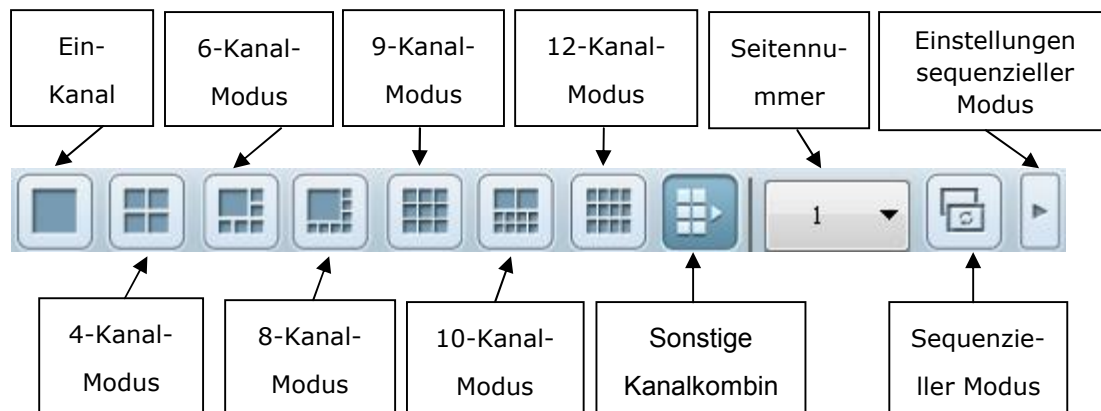 Ein-
Kanal
6-Kanal-
Modus
9-Kanal-
Modus
12-Kanal-
Modus
Seitennu-
mmer
Einstellungen
sequenzieller
Modus
1
4-Kanal-
Modus
8-Kanal-
Modus
10-Kanal-
Modus
Sonstige
Kanalkombin
Sequenzie-
ller Modus